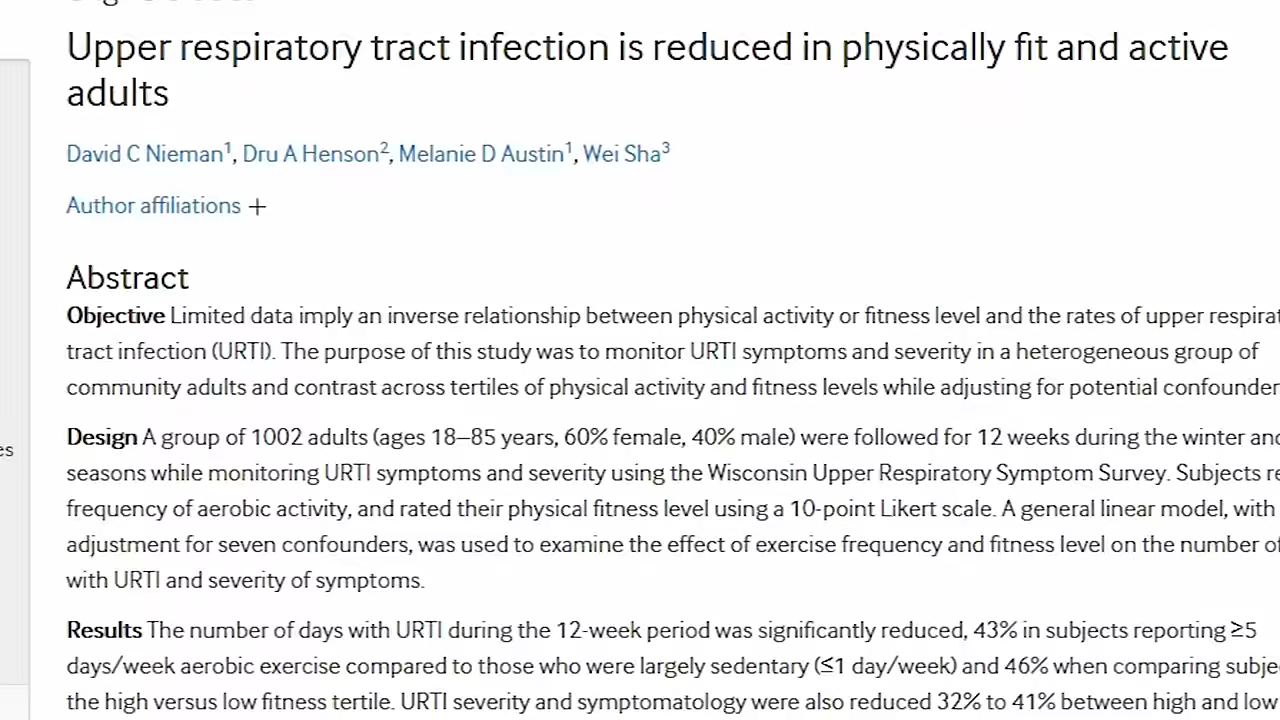 Upper respiratory tract infection is reduced in physically fit and active
adults
David C Nieman1, Dru A Henson2, Melanie D Austin1, Wei Sha3
Author affiliations +
Abstract
Objective Limited data imply an inverse relationship between physical activity or fitness level and the rates of upper respirat
tract infection (URTI). The purpose of this study was to monitor URTI symptoms and severity in a heterogeneous group of
community adults and contrast across tertiles of physical activity and fitness levels while adjusting for potential confounder
Design A group of 1002 adults (ages 18–85 years, 60% female, 40% male) were followed for 12 weeks during the winter and
es
seasons while monitoring URTI symptoms and severity using the Wisconsin Upper Respiratory Symptom Survey. Subjects re
frequency of aerobic activity, and rated their physical fitness level using a 10-point Likert scale. A general linear model, with
adjustment for seven confounders, was used to examine the effect of exercise frequency and fitness level on the number of
with URTI and severity of symptoms.
Results The number of days with URTI during the 12-week period was significantly reduced, 43% in subjects reporting ≥5
days/week aerobic exercise compared to those who were largely sedentary (≤1 day/week) and 46% when comparing subje
the high versus low fitness tertile. URTI severity and symptomatology were also reduced 32% to 41% between high and low